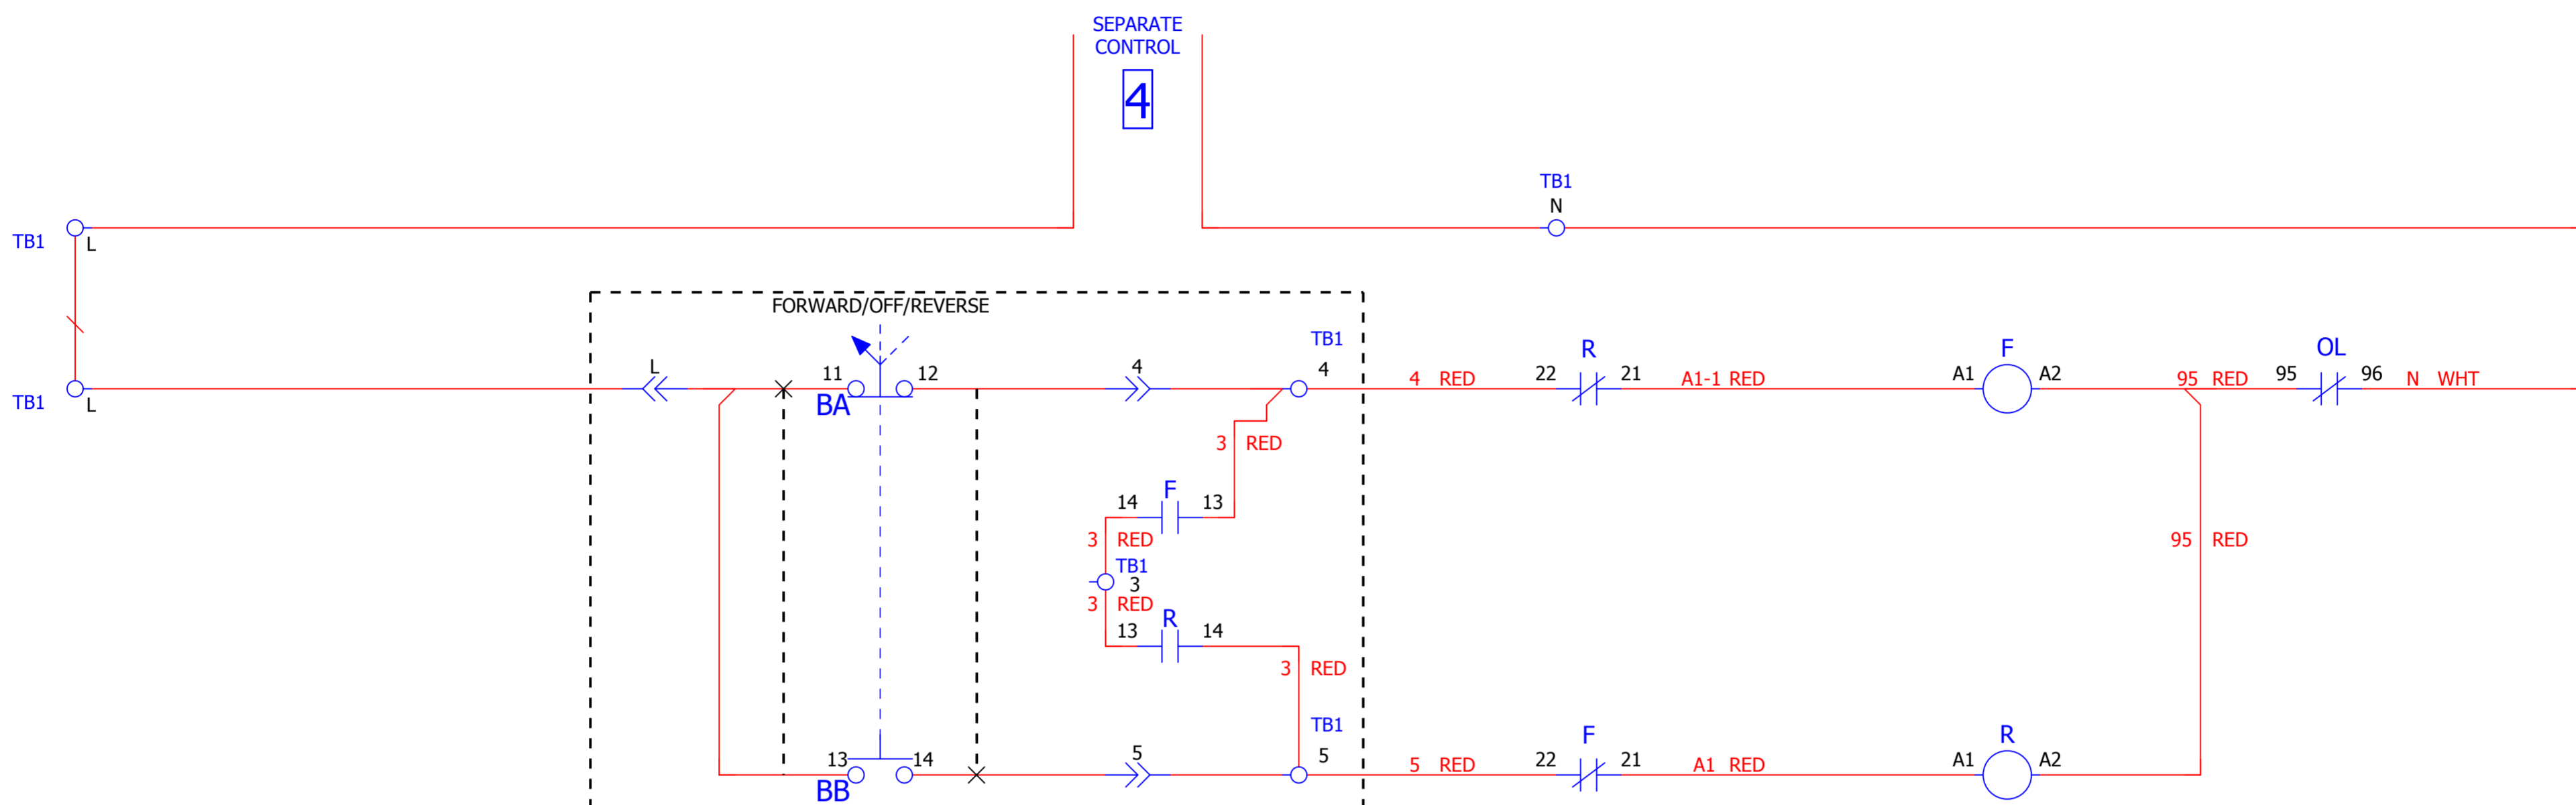 SEPARATE
CONTROL
4
TB1
N
TB1
L
FORWARD/OFF/REVERSE
TB1
4
L
11
12
4
BA
4 RED
22
R
21
A1-1 RED
A1
F
A2
95 RED
95
OL
96
N WHT
TB1
L
3 RED
14
F
13
3 RED
95 RED
TB1
3
3 RED
13
R
14
3 RED
TB1
5
13
14
5
BB
5 RED
22
F
21
A1 RED
A1
R
A2